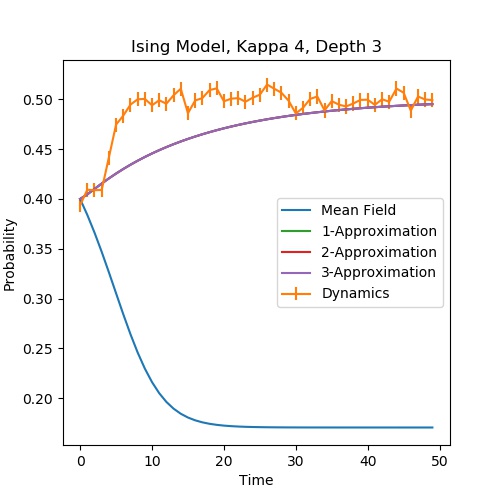 Ising Model, Kappa 4, Depth 3
0.50
0.45
0.40
0.35
0.30
0.25
0.20
Probability
Mean Field
1-Approximation
2-Approximation
3-Approximation
Dynamics
0 10 20 30 40 50
Time